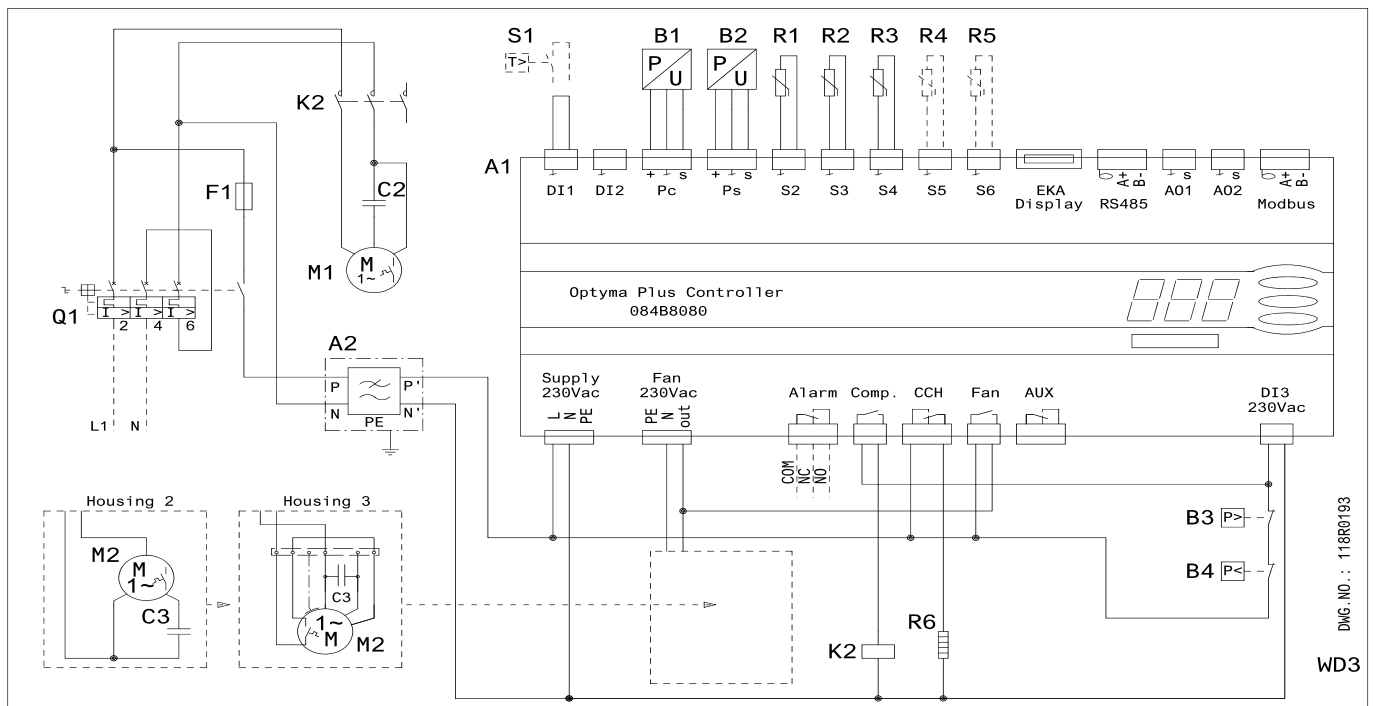 S1
B1
B2
R1
R2
R3
R4
R5
T>
P
U
P
U
K2
A1
+
s
+
s
DI1
DI2
Pc
Ps
S2
S3
S4
S5
S6
EKA
Display
A+
B-
RS485
s
AO1
s
AO2
A+
B-
Modbus
F1
C2
M
1~
M1
Optyma Plus Controller
084B8080
Q1
I >
I >
I >
2
4
6
A2
P
P'
N
N'
PE
L1
N
Supply
230Vac
L
N
PE
Fan
230Vac
PE
N
out
Alarm
Comp.
CCH
Fan
AUX
DI3
230Vac
COM
NC
NO
Housing 2
Housing 3
M2
M
1~
C3
C3
1~
M
M2
B3
P>
B4
P<
K2
R6
DWG.NO.: 118R0193
WD3